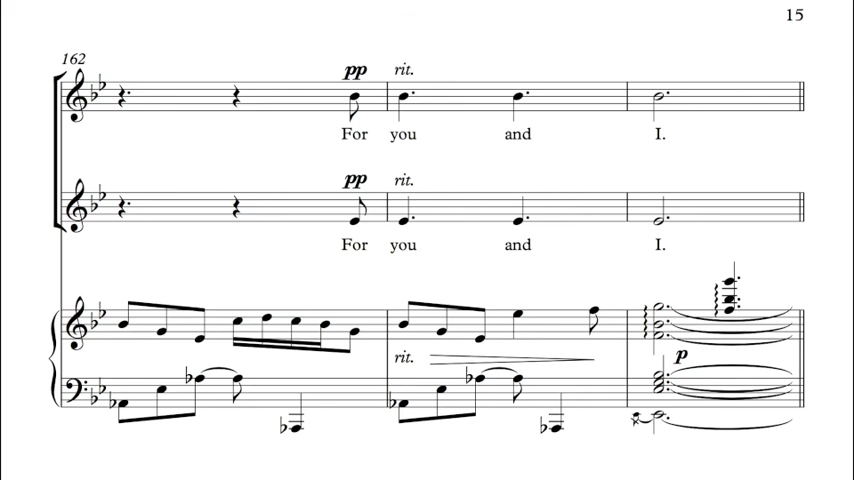 15
162
pp rit.
For you and I.
pp rit.
For you and I.
rit.
p